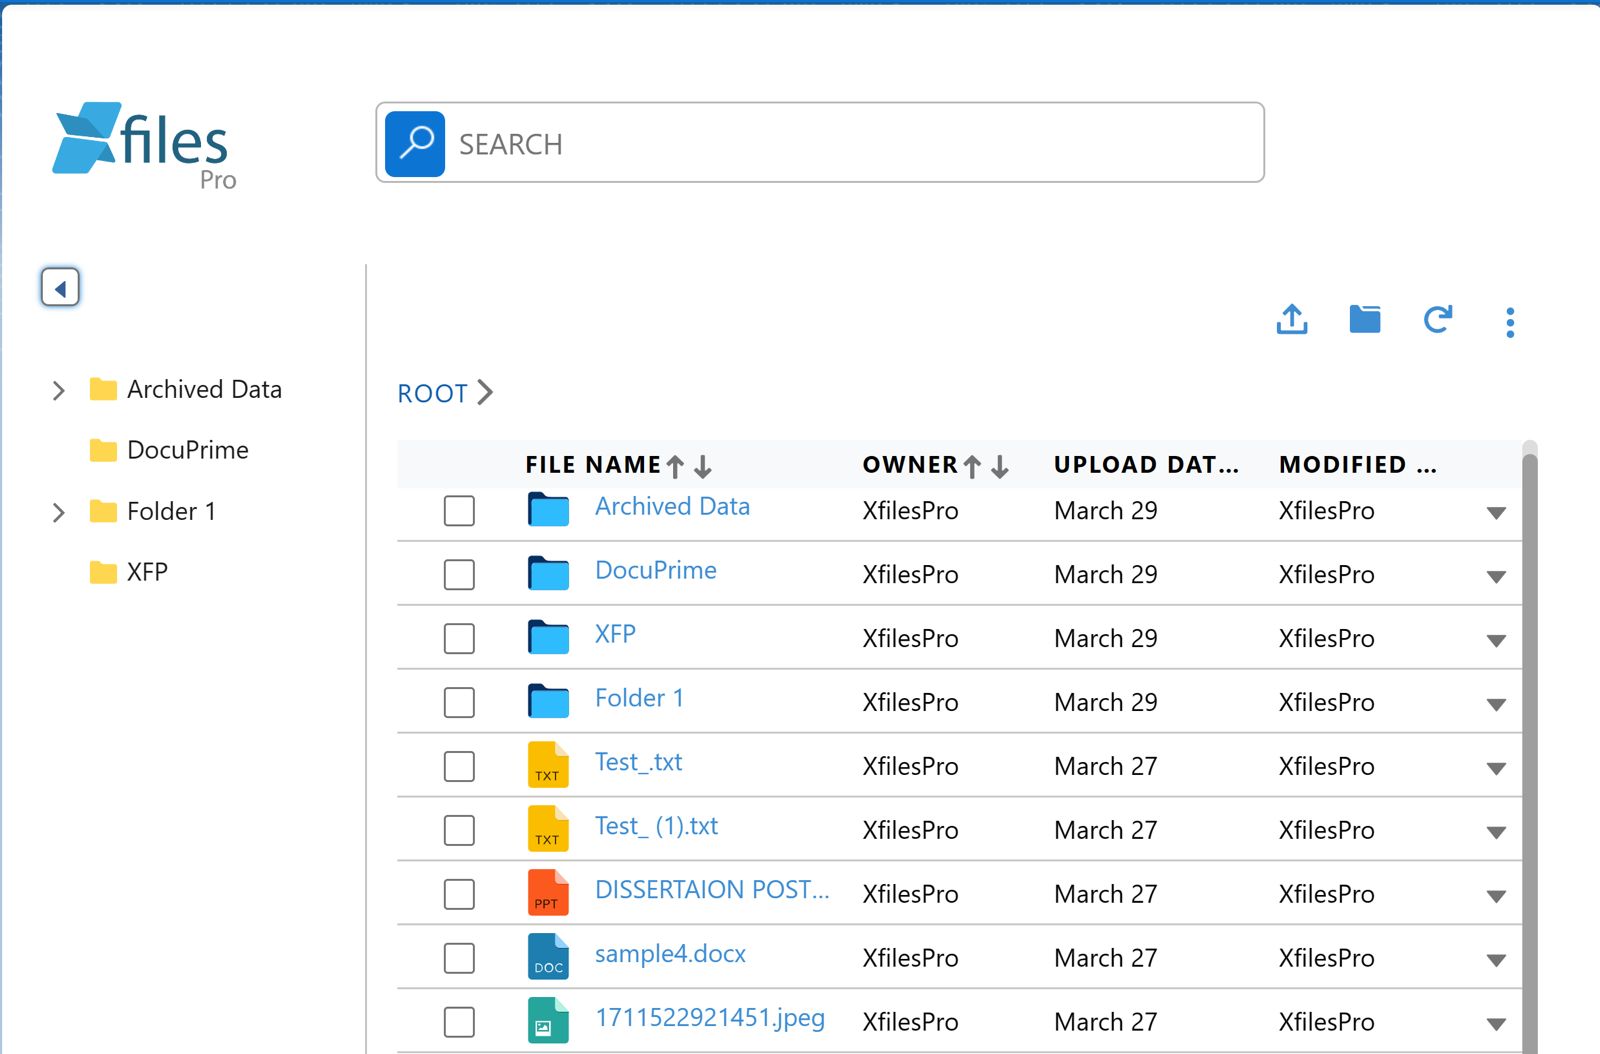 Xfiles
Pro
SEARCH
Archived Data
DocuPrime
Folder 1
XFP
ROOT
FILE NAME OWNER UPLOAD DAT... MODIFIED ...
Archived Data XfilesPro March 29 XfilesPro
DocuPrime XfilesPro March 29 XfilesPro
XFP XfilesPro March 29 XfilesPro
Folder 1 XfilesPro March 29 XfilesPro
TXT Test_.txt XfilesPro March 27 XfilesPro
TXT Test_ (1).txt XfilesPro March 27 XfilesPro
PPT DISSERTAION POST... XfilesPro March 27 XfilesPro
DOC sample4.docx XfilesPro March 27 XfilesPro
1711522921451.jpeg XfilesPro March 27 XfilesPro